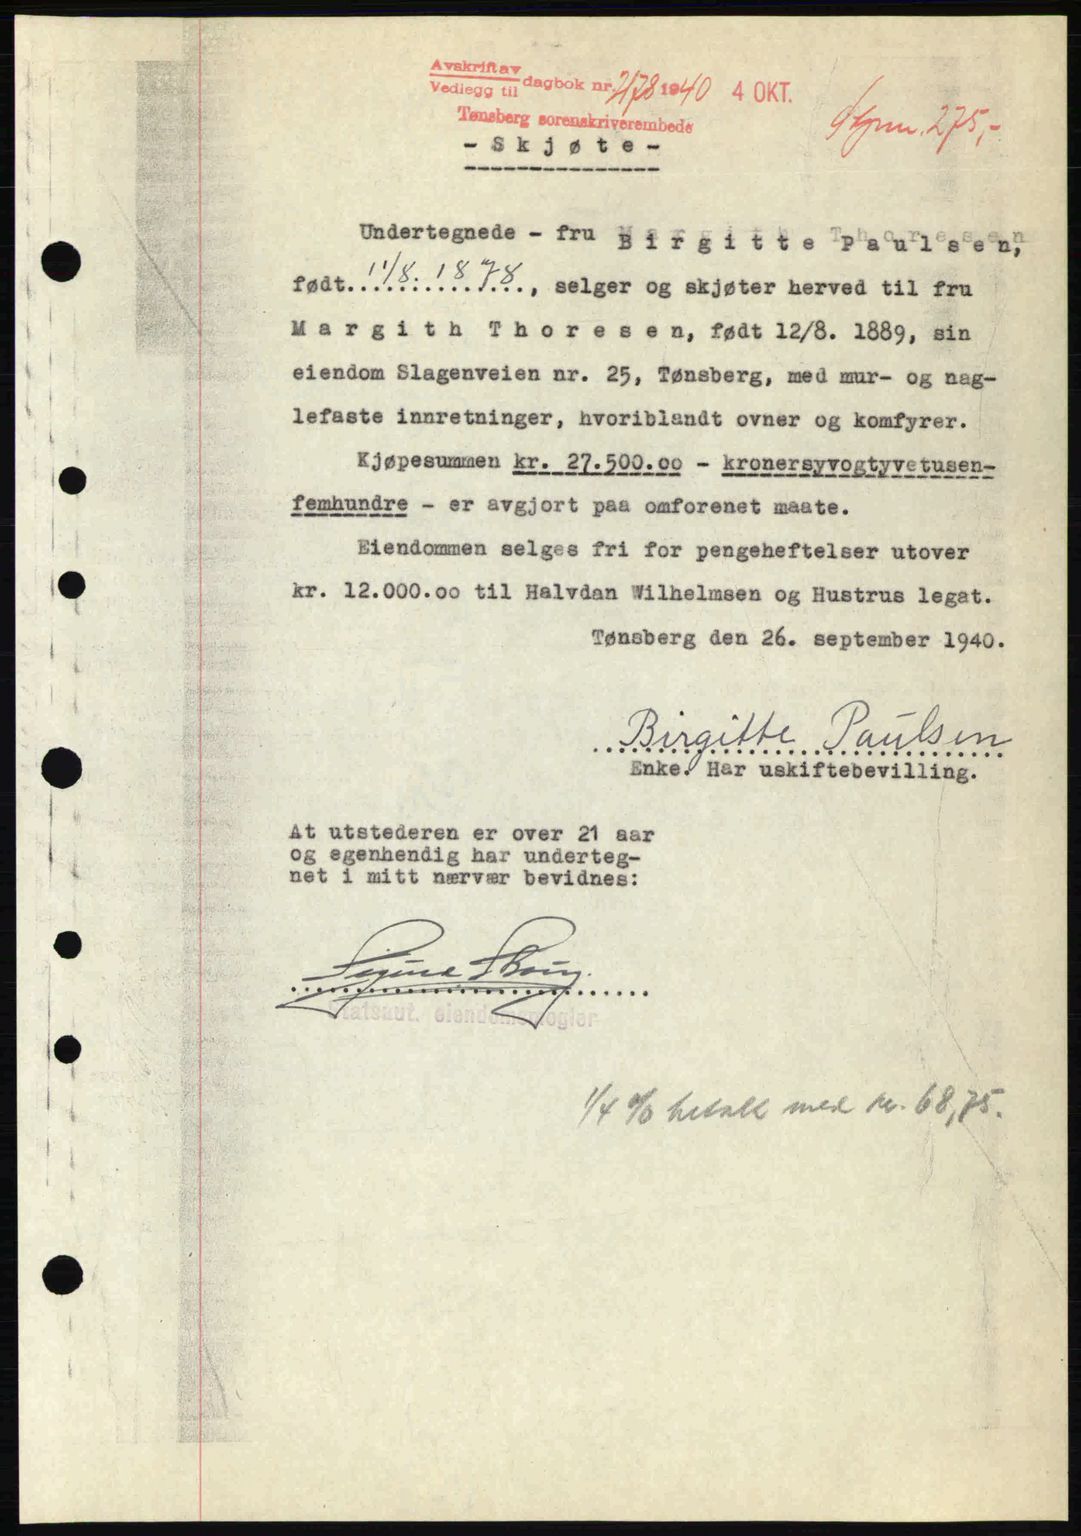 Avskrift av
Vedlegg til dagbok nr. 2178 1940 4 OKT.
Tønsberg sorenskriverembede
275,-
- S k j ø t e -
Undertegnede - fru B i r g i t t e P a u l s e n,
født 11/8. 1878, selger og skjøter herved til fru
M a r g i t h T h o r e s e n, født 12/8. 1889, sin
eiendom Slagenveien nr. 25, Tønsberg, med mur- og nag-
lefaste innretninger, hvoriblandt ovner og komfyrer.
Kjøpesummen kr. 27.500.oo - kronersyvogtyvetusen-
femhundre - er avgjort paa omforenet maate.
Eiendommen selges fri for pengeheftelser utover
kr. 12.000.oo til Halvdan Wilhelmsen og Hustrus legat.
Tønsberg den 26. september 1940.
Birgitte Paulsen
Enke. Har uskiftebevilling.
At utstederen er over 21 aar
og egenhendig har underteg-
net i mitt nærvær bevidnes:
Statsaut. eiendomsmegler
1/4 % betalt med kr. 68,75.